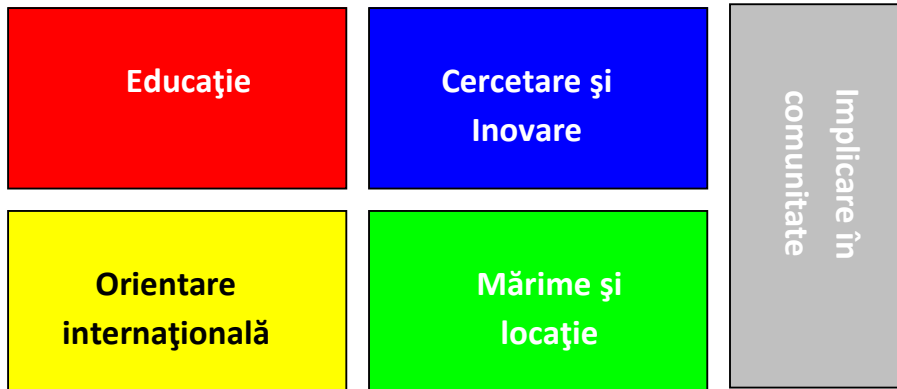 Educaţie
Cercetare şi
Inovare
Implicare în
comunitate
Orientare
internaţională
Mărime şi
locaţie